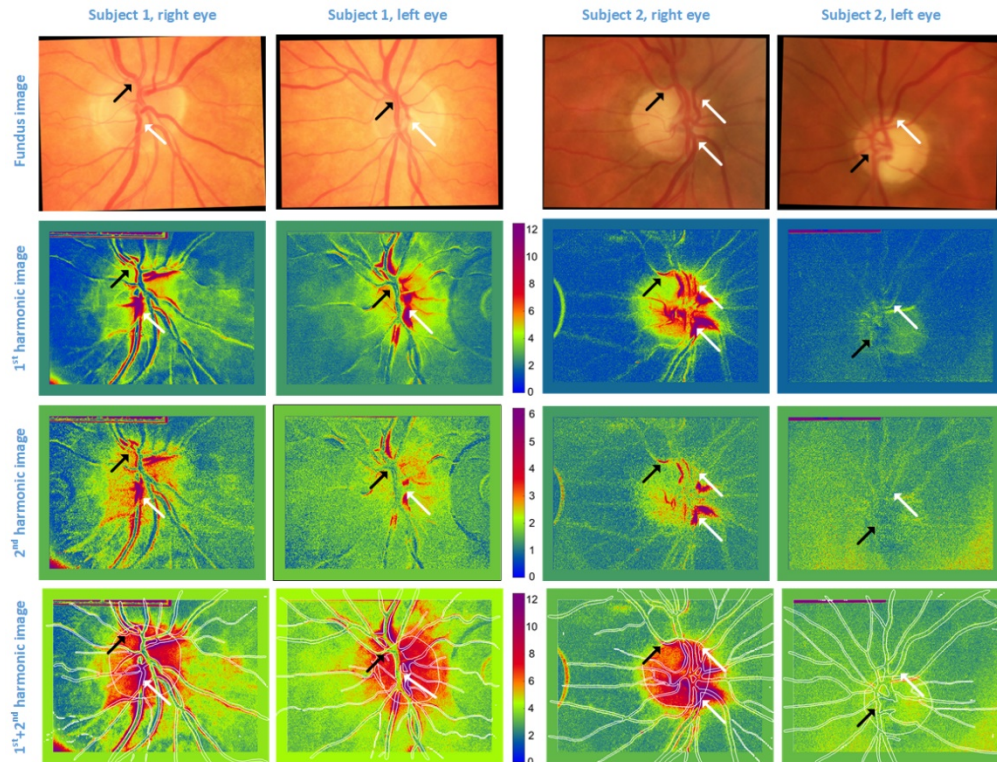 Subject 1, right eye
Subject 1, left eye
Subject 2, right eye
Subject 2, left eye
Fundus image
1st harmonic image
12
10
8
6
4
2
0
2nd harmonic image
6
5
4
3
2
1
0
1st+2nd harmonic image
12
10
8
6
4
2
0